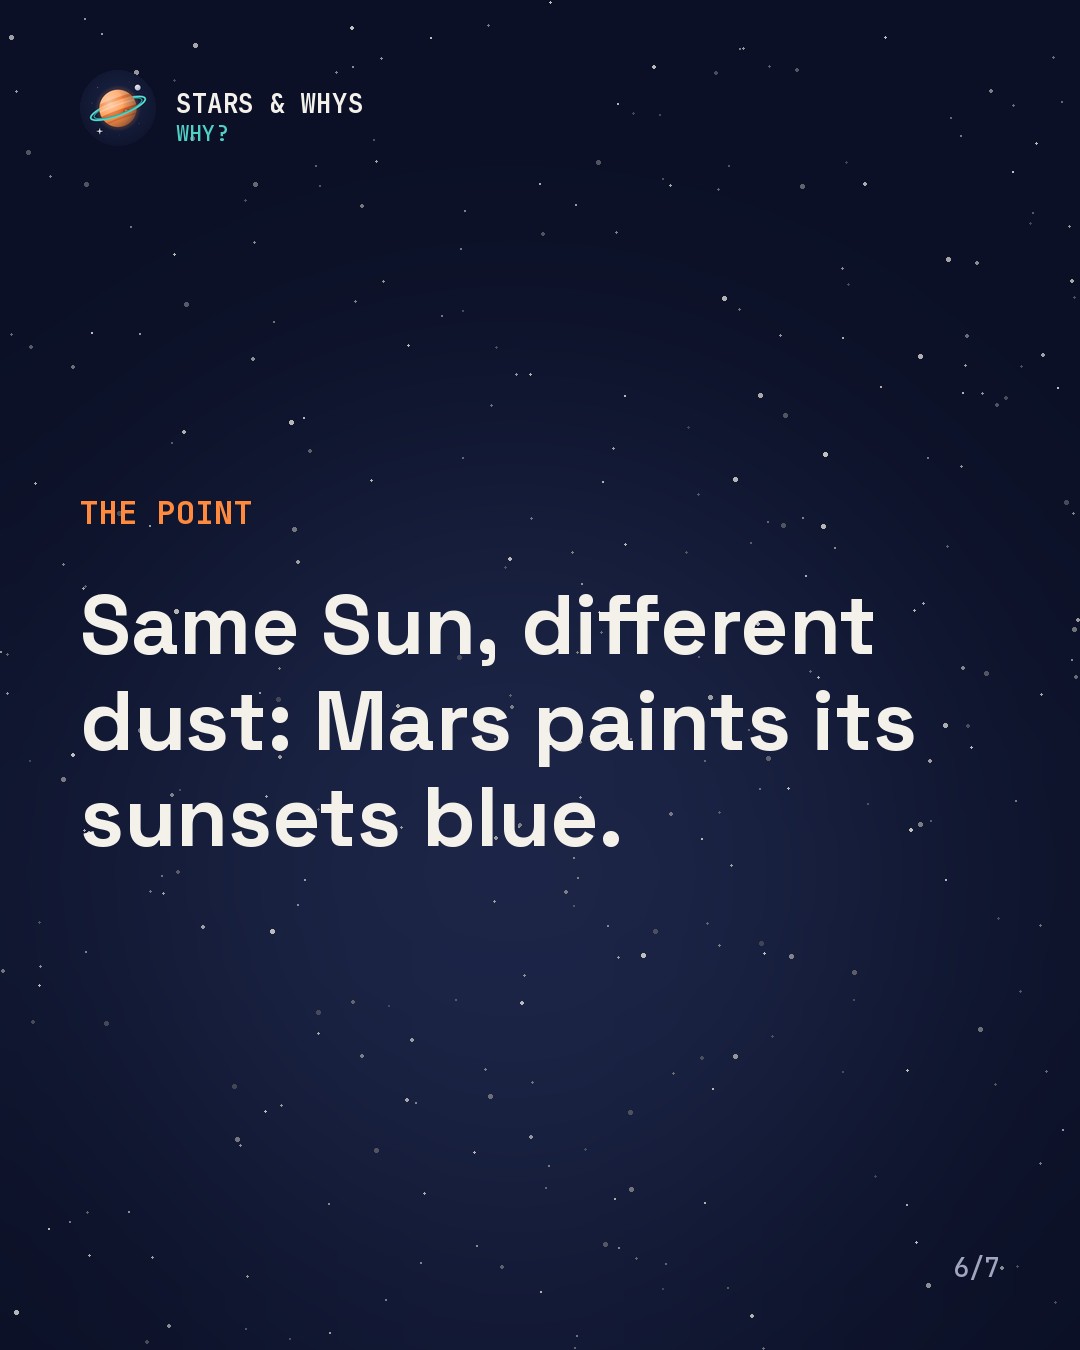 STARS & WHYS
WHY?
THE POINT
Same Sun, different
dust: Mars paints its
sunsets blue.
6/7